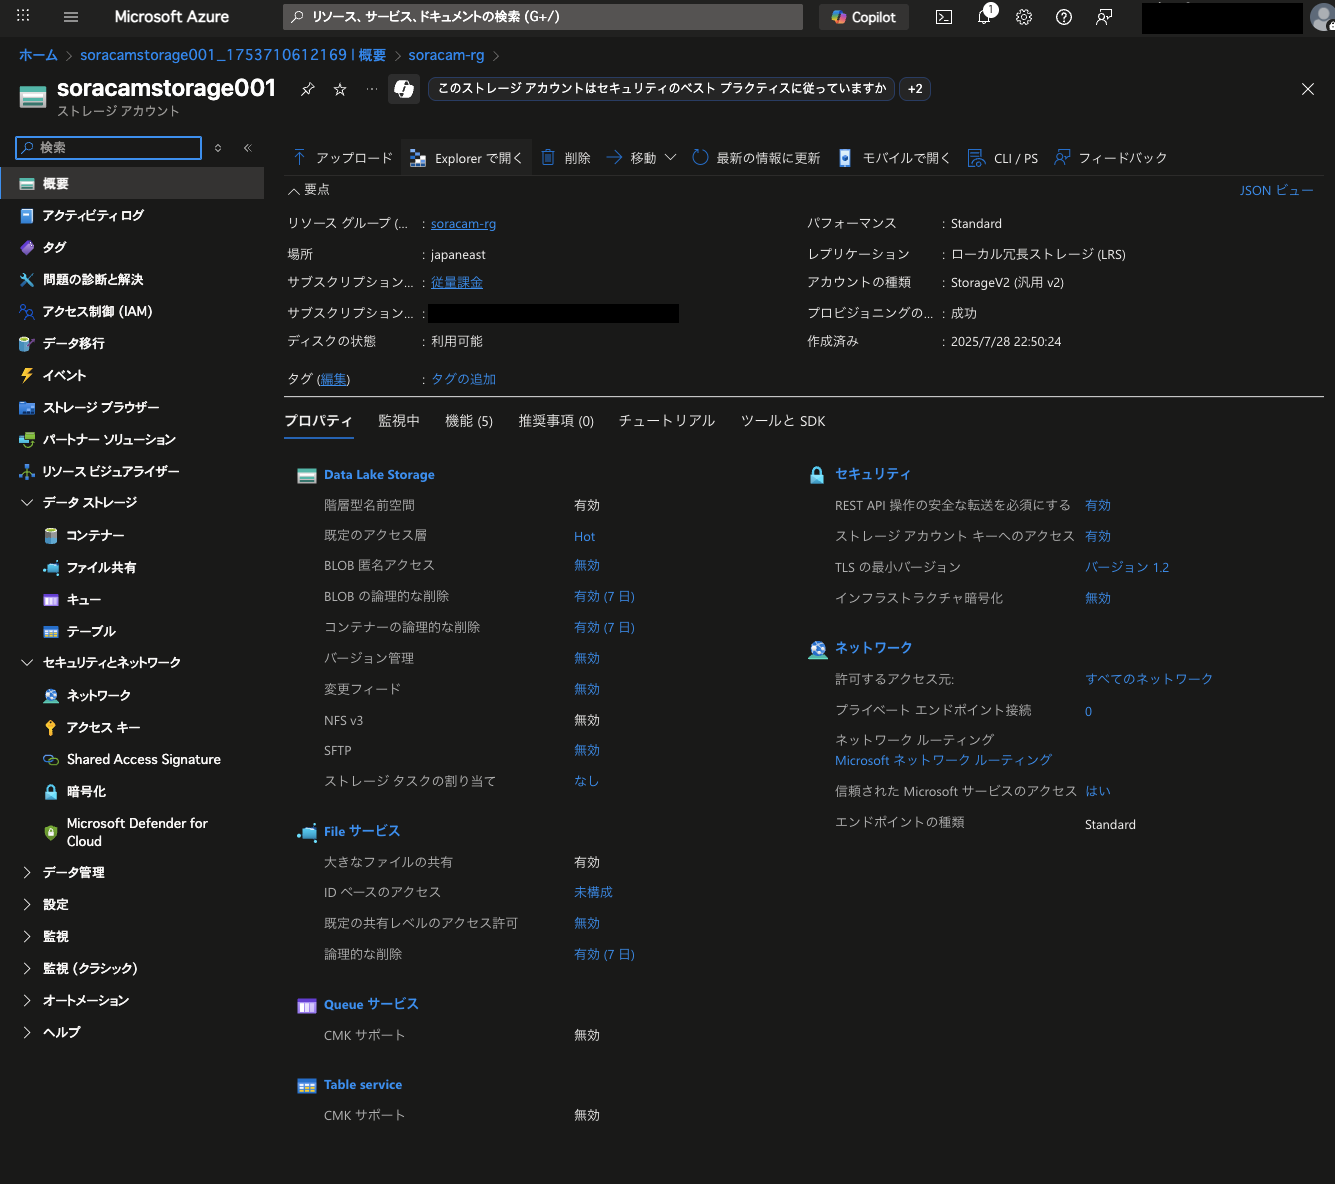 Microsoft Azure
リソース、サービス、ドキュメントの検索 (G+/)
Copilot
1
ホーム > soracamstorage001_1753710612169 | 概要 > soracam-rg >
soracamstorage001
ストレージ アカウント
このストレージ アカウントはセキュリティのベスト プラクティスに従っていますか
+2
検索
アップロード
Explorer で開く
削除
移動
最新の情報に更新
モバイルで開く
CLI / PS
フィードバック
概要
アクティビティ ログ
タグ
問題の診断と解決
アクセス制御 (IAM)
データ移行
イベント
ストレージ ブラウザー
パートナー ソリューション
リソース ビジュアライザー
データ ストレージ
コンテナー
ファイル共有
キュー
テーブル
セキュリティとネットワーク
ネットワーク
アクセス キー
Shared Access Signature
暗号化
Microsoft Defender for
Cloud
データ管理
設定
監視
監視 (クラシック)
オートメーション
ヘルプ
要点
JSON ビュー
リソース グループ (... : soracam-rg
場所 : japaneast
サブスクリプション... : 従量課金
サブスクリプション... :
ディスクの状態 : 利用可能
タグ (編集) : タグの追加
パフォーマンス : Standard
レプリケーション : ローカル冗長ストレージ (LRS)
アカウントの種類 : StorageV2 (汎用 v2)
プロビジョニングの... : 成功
作成済み : 2025/7/28 22:50:24
プロパティ
監視中
機能 (5)
推奨事項 (0)
チュートリアル
ツールと SDK
Data Lake Storage
階層型名前空間 有効
既定のアクセス層 Hot
BLOB 匿名アクセス 無効
BLOB の論理的な削除 有効 (7 日)
コンテナーの論理的な削除 有効 (7 日)
バージョン管理 無効
変更フィード 無効
NFS v3 無効
SFTP 無効
ストレージ タスクの割り当て なし
File サービス
大きなファイルの共有 有効
ID ベースのアクセス 未構成
既定の共有レベルのアクセス許可 無効
論理的な削除 有効 (7 日)
Queue サービス
CMK サポート 無効
Table service
CMK サポート 無効
セキュリティ
REST API 操作の安全な転送を必須にする 有効
ストレージ アカウント キーへのアクセス 有効
TLS の最小バージョン バージョン 1.2
インフラストラクチャ暗号化 無効
ネットワーク
許可するアクセス元: すべてのネットワーク
プライベート エンドポイント接続 0
ネットワーク ルーティング
Microsoft ネットワーク ルーティング
信頼された Microsoft サービスのアクセス はい
エンドポイントの種類 Standard